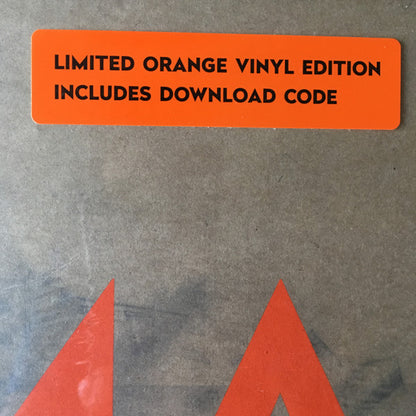 LIMITED ORANGE VINYL EDITION
INCLUDES DOWNLOAD CODE